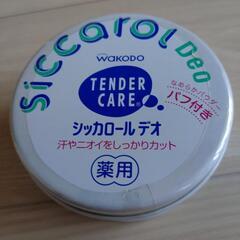 Siccarol Deo
WAKODO
TENDER
CARE®
なめらかパウダー
パフ付き
シッカロール デオ
汗やニオイをしっかりカット
薬用